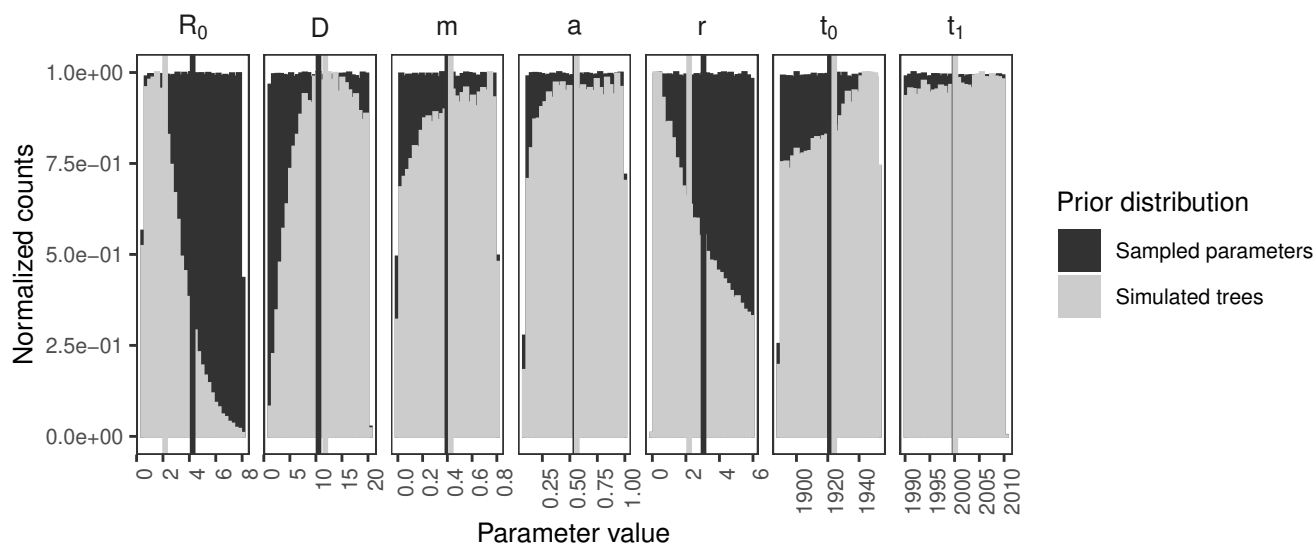 R0 D m a r t0 t1
Normalized counts
1.0e+00
7.5e−01
5.0e−01
2.5e−01
0.0e+00
0 2 4 6 8
0 5 10 15 20
0.0 0.2 0.4 0.6 0.8
0.25 0.50 0.75 1.00
0 2 4 6
1900 1920 1940
1990 1995 2000 2005 2010
Parameter value
Prior distribution
Sampled parameters
Simulated trees